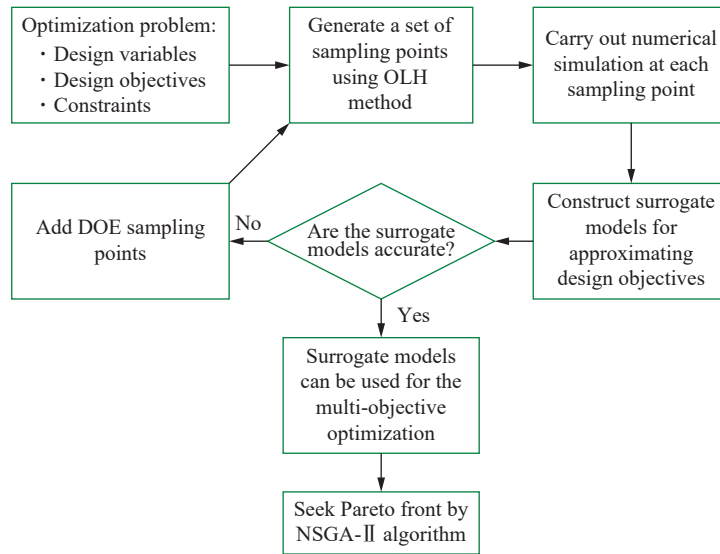 Optimization problem:
· Design variables
· Design objectives
· Constraints
Generate a set of
sampling points
using OLH
method
Carry out numerical
simulation at each
sampling point
Construct surrogate
models for
approximating
design objectives
Are the surrogate
models accurate?
No
Add DOE sampling
points
Yes
Surrogate models
can be used for the
multi-objective
optimization
Seek Pareto front by
NSGA-Ⅱ algorithm